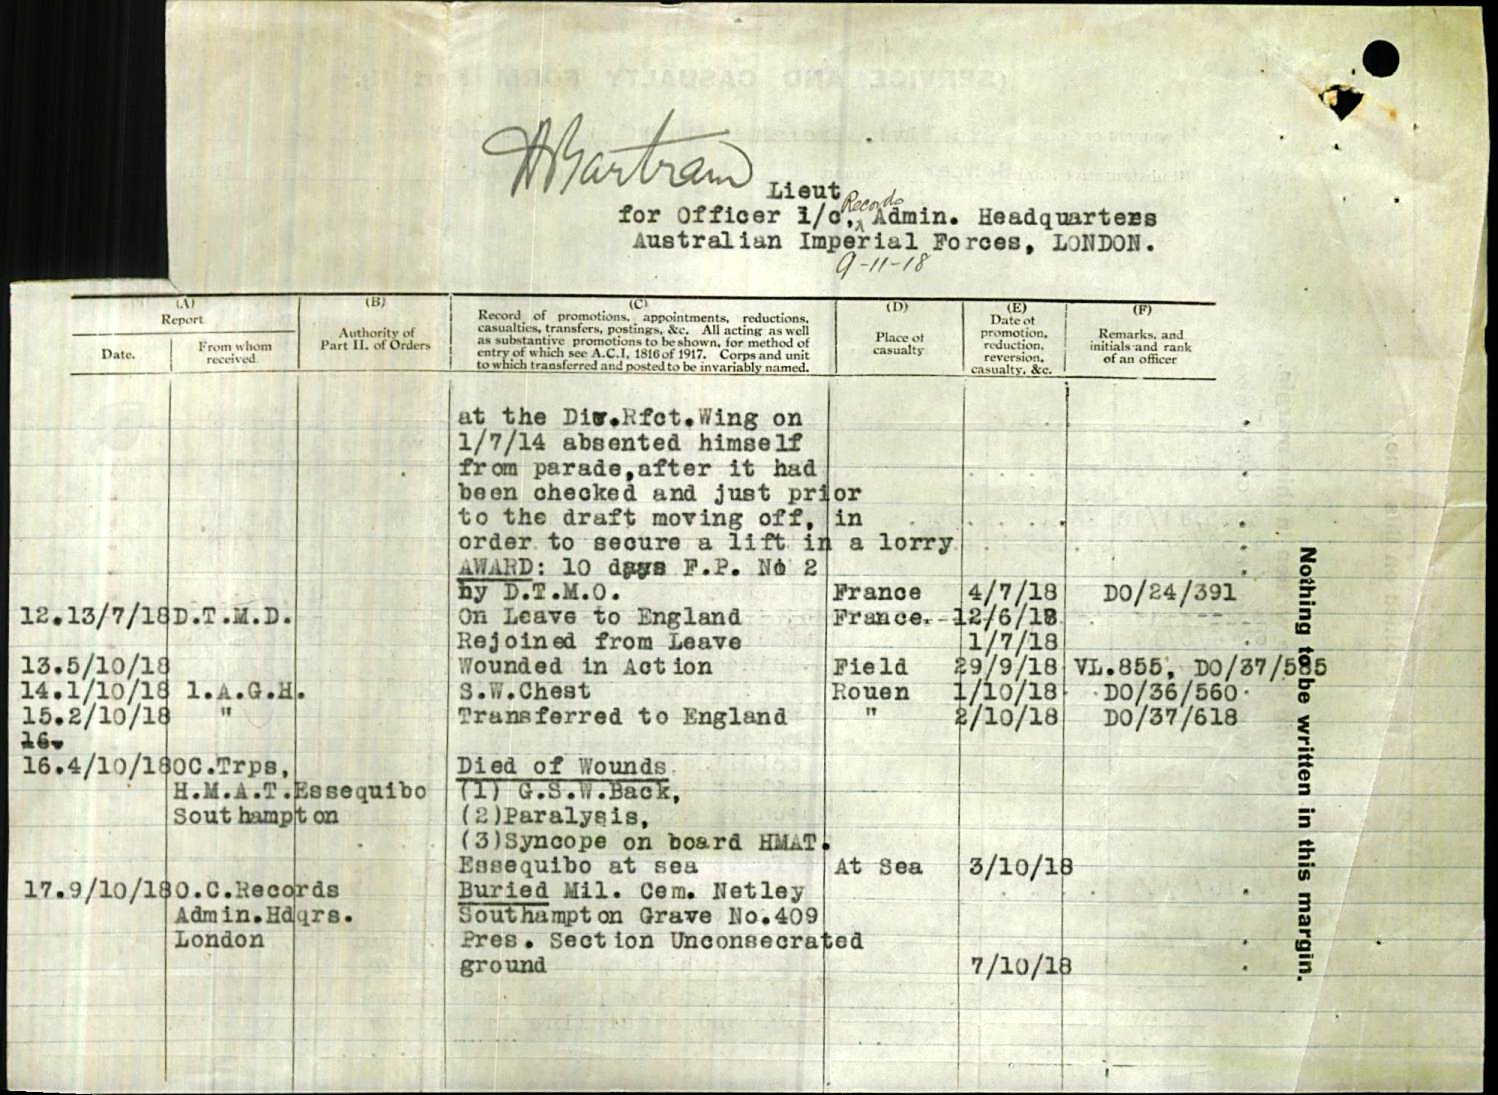 HBartram
Lieut
for Officer i/c, Records Admin. Headquarters
Australian Imperial Forces, LONDON.
9-11-18
(A)
Report
Date.
From whom
received
(B)
Authority of
Part II. of Orders
(C)
Record of promotions, appointments, reductions,
casualties, transfers, postings, &c. All acting as well
as substantive promotions to be shown, for method of
entry of which see A.C.I, 1816 of 1917. Corps and unit
to which transferred and posted to be invariably named.
(D)
Place of
casualty
(E)
Date of
promotion,
reduction,
reversion,
casualty, &c.
(F)
Remarks, and
initials and rank
of an officer
at the Div.Rfct.Wing on
1/7/14 absented himself
from parade,after it had
been checked and just prior
to the draft moving off, in
order to secure a lift in a lorry
AWARD: 10 days F.P. No 2
by D.T.M.O. France 4/7/18 DO/24/391
12.13/7/18 D.T.M.D. On Leave to England France. 12/6/18
Rejoined from Leave 1/7/18
13.5/10/18 Wounded in Action Field 29/9/18 VL.855, DO/37/585
14.1/10/18 1.A.G.H. S.W.Chest Rouen 1/10/18 DO/36/560
15.2/10/18 " Transferred to England " 2/10/18 DO/37/618
16.
16.4/10/18 OC.Trps, Died of Wounds
H.M.A.T.Essequibo (1) G.S.W.Back,
Southampton (2)Paralysis,
(3)Syncope on board HMAT.
Essequibo at sea At Sea 3/10/18
17.9/10/18 O.C.Records Buried Mil. Cem. Netley
Admin.Hdqrs. Southampton Grave No.409
London Pres. Section Unconsecrated
ground 7/10/18
Nothing to be written in this margin.